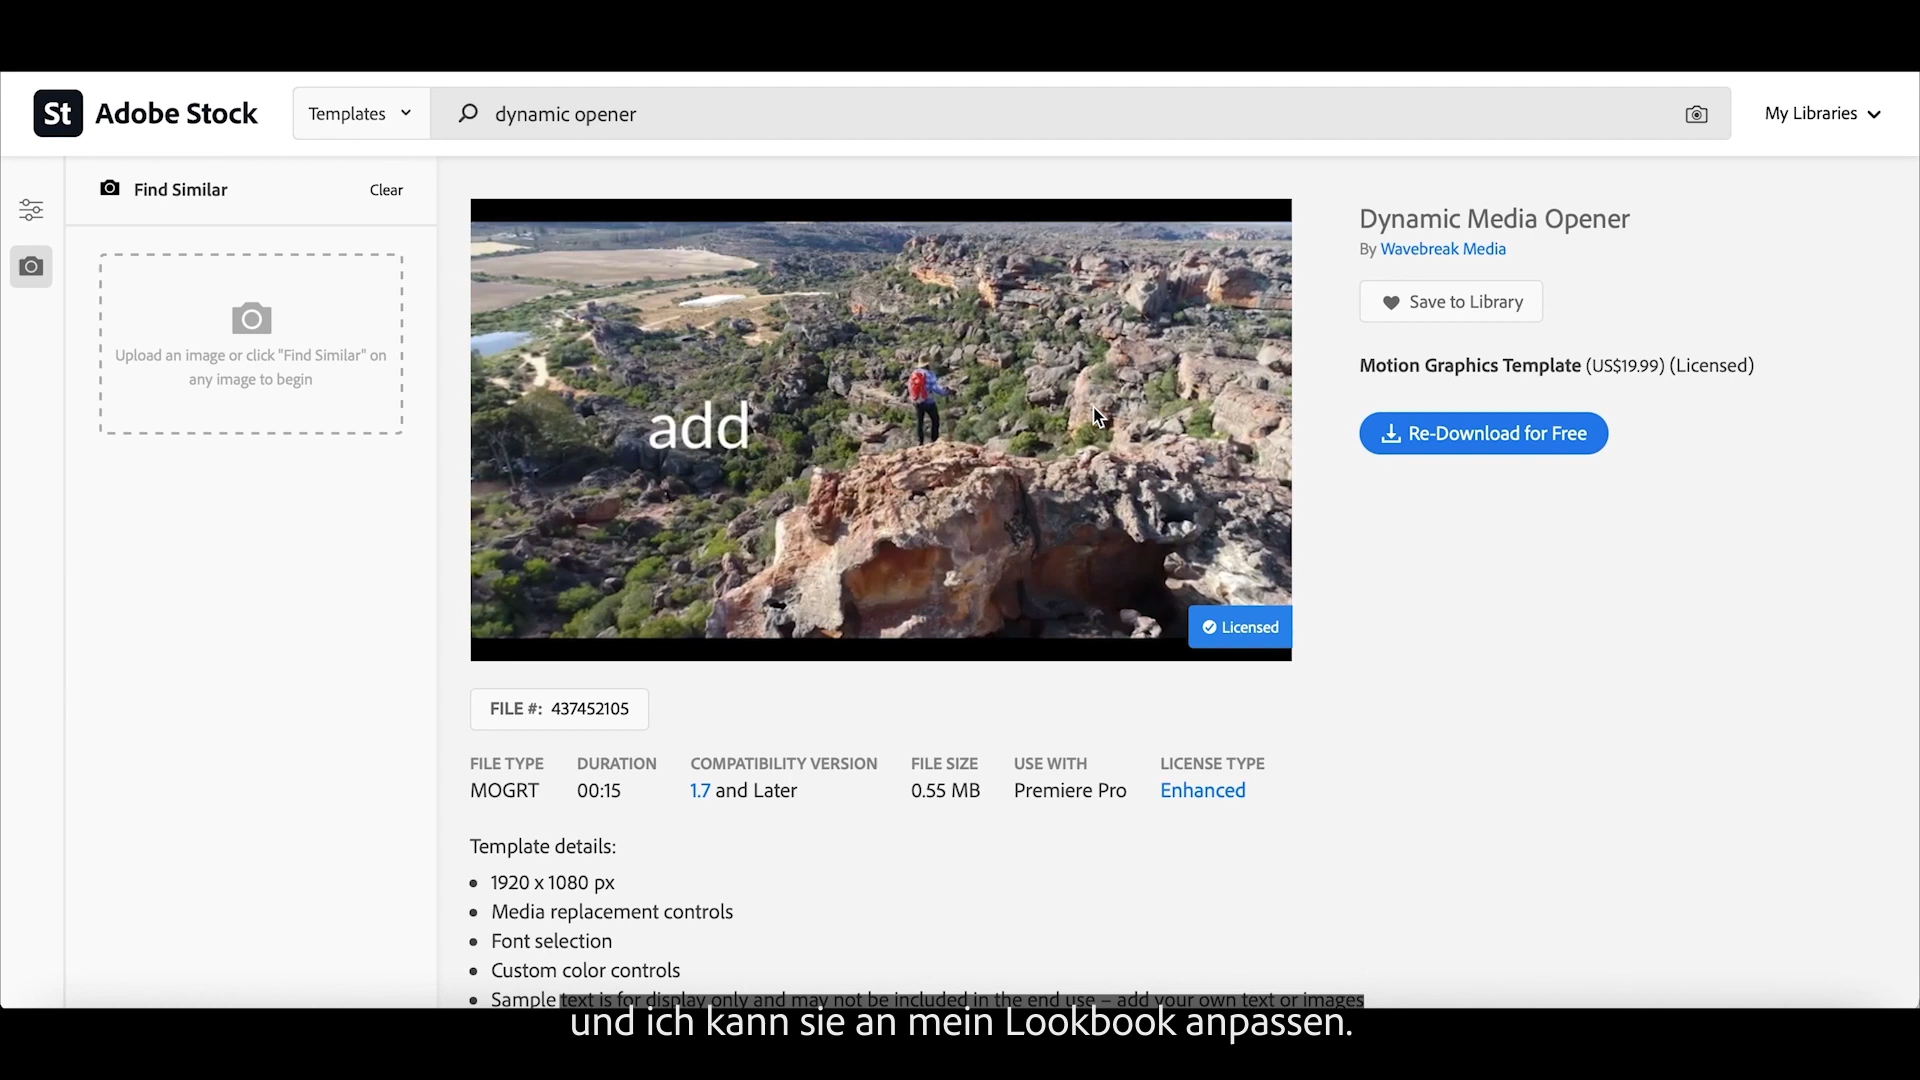 St Adobe Stock
Templates
dynamic opener
My Libraries
Find Similar
Clear
Upload an image or click "Find Similar" on
any image to begin
add
Licensed
Dynamic Media Opener
By Wavebreak Media
Save to Library
Motion Graphics Template (US$19.99) (Licensed)
Re-Download for Free
FILE #: 437452105
FILE TYPE
MOGRT
DURATION
00:15
COMPATIBILITY VERSION
1.7 and Later
FILE SIZE
0.55 MB
USE WITH
Premiere Pro
LICENSE TYPE
Enhanced
Template details:
• 1920 x 1080 px
• Media replacement controls
• Font selection
• Custom color controls
• Sample text is for display only and may not be included in the end use – add your own text or images
und ich kann sie an mein Lookbook anpassen.